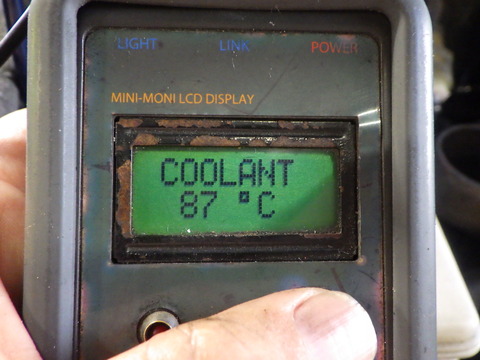 LIGHT LINK POWER
MINI-MONI LCD DISPLAY
COOLANT
87 °C